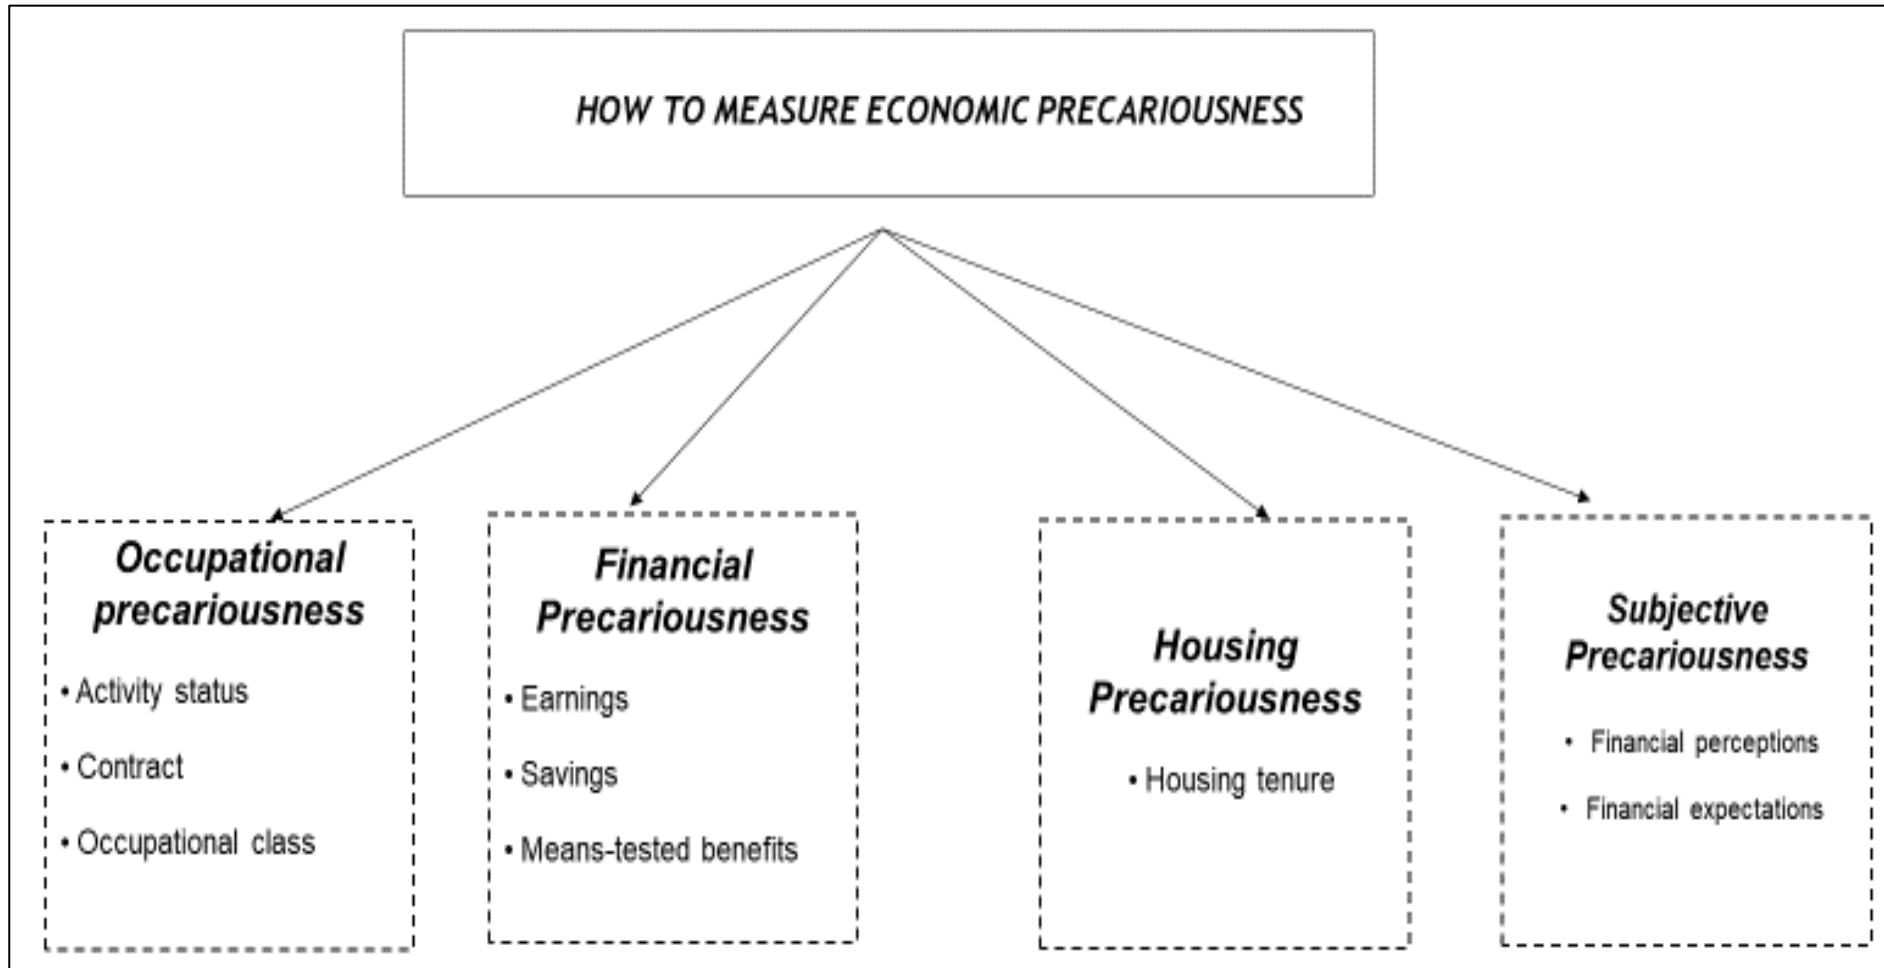 HOW TO MEASURE ECONOMIC PRECARIOUSNESS
Occupational
precariousness
• Activity status
• Contract
• Occupational class
Financial
Precariousness
• Earnings
• Savings
• Means-tested benefits
Housing
Precariousness
• Housing tenure
Subjective
Precariousness
• Financial perceptions
• Financial expectations